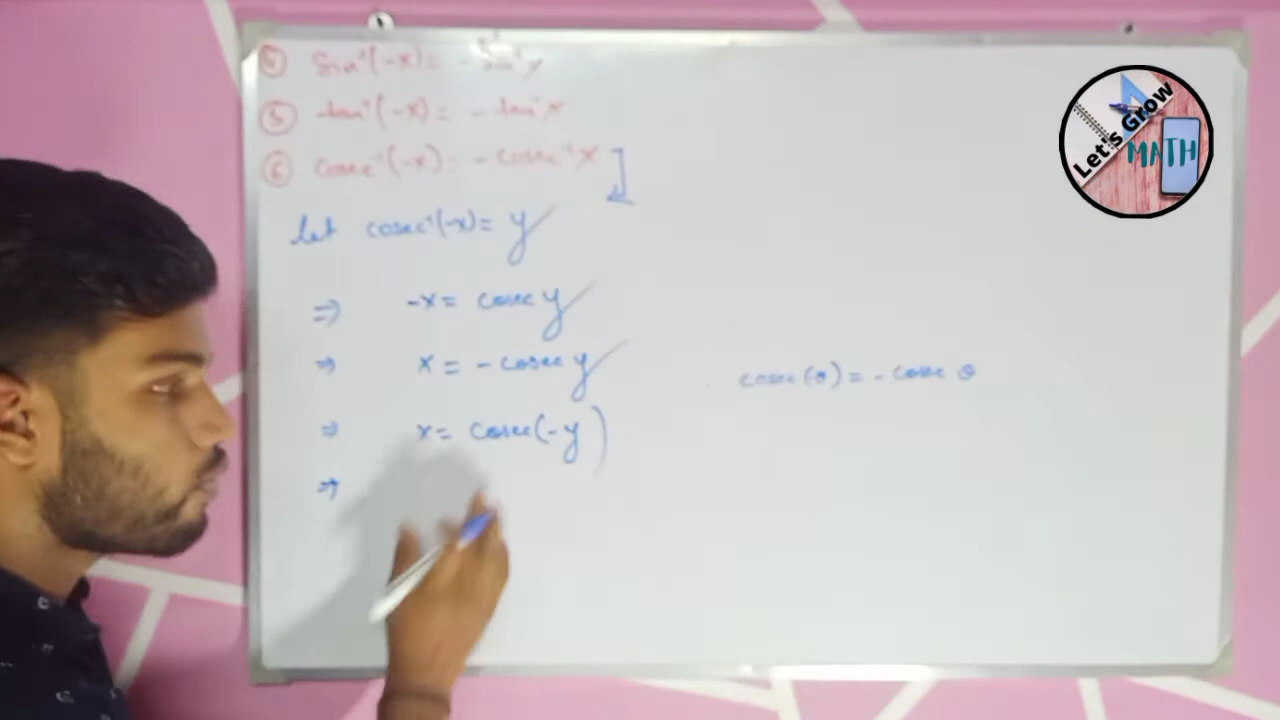 ④ Sin⁻¹(-x) = - Sin⁻¹x
⑤ tan⁻¹(-x) = - tan⁻¹x
⑥ Cosec⁻¹(-x) = - Cosec⁻¹x
Let cosec⁻¹(-x) = y
⇒ -x = cosec y
⇒ x = - cosec y
⇒ x = cosec(-y)
⇒
cosec(θ) = - cosec θ
Let's Grow
MATH